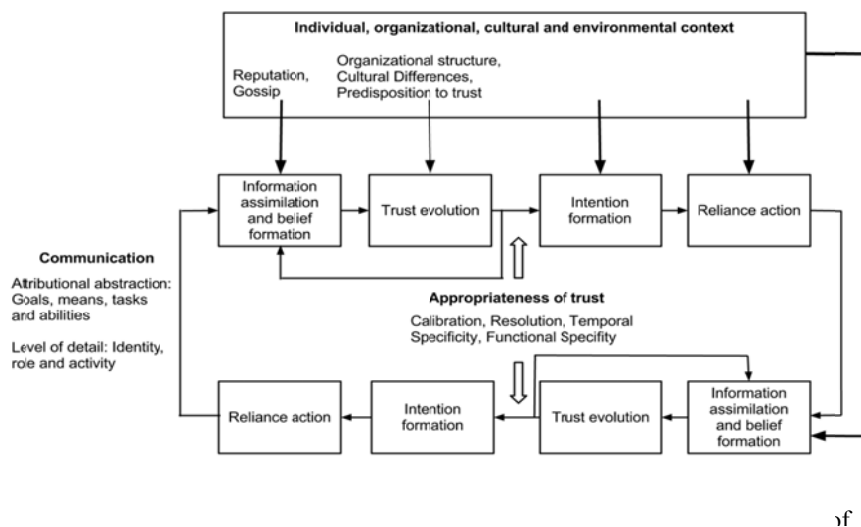 Individual, organizational, cultural and environmental context
Reputation,
Gossip
Organizational structure,
Cultural Differences,
Predisposition to trust
Information
assimilation
and belief
formation
Trust evolution
Intention
formation
Reliance action
Communication
Attributional abstraction:
Goals, means, tasks
and abilities
Level of detail: Identity,
role and activity
Appropriateness of trust
Calibration, Resolution, Temporal
Specificity, Functional Specifity
Reliance action
Intention
formation
Trust evolution
Information
assimilation
and belief
formation
of